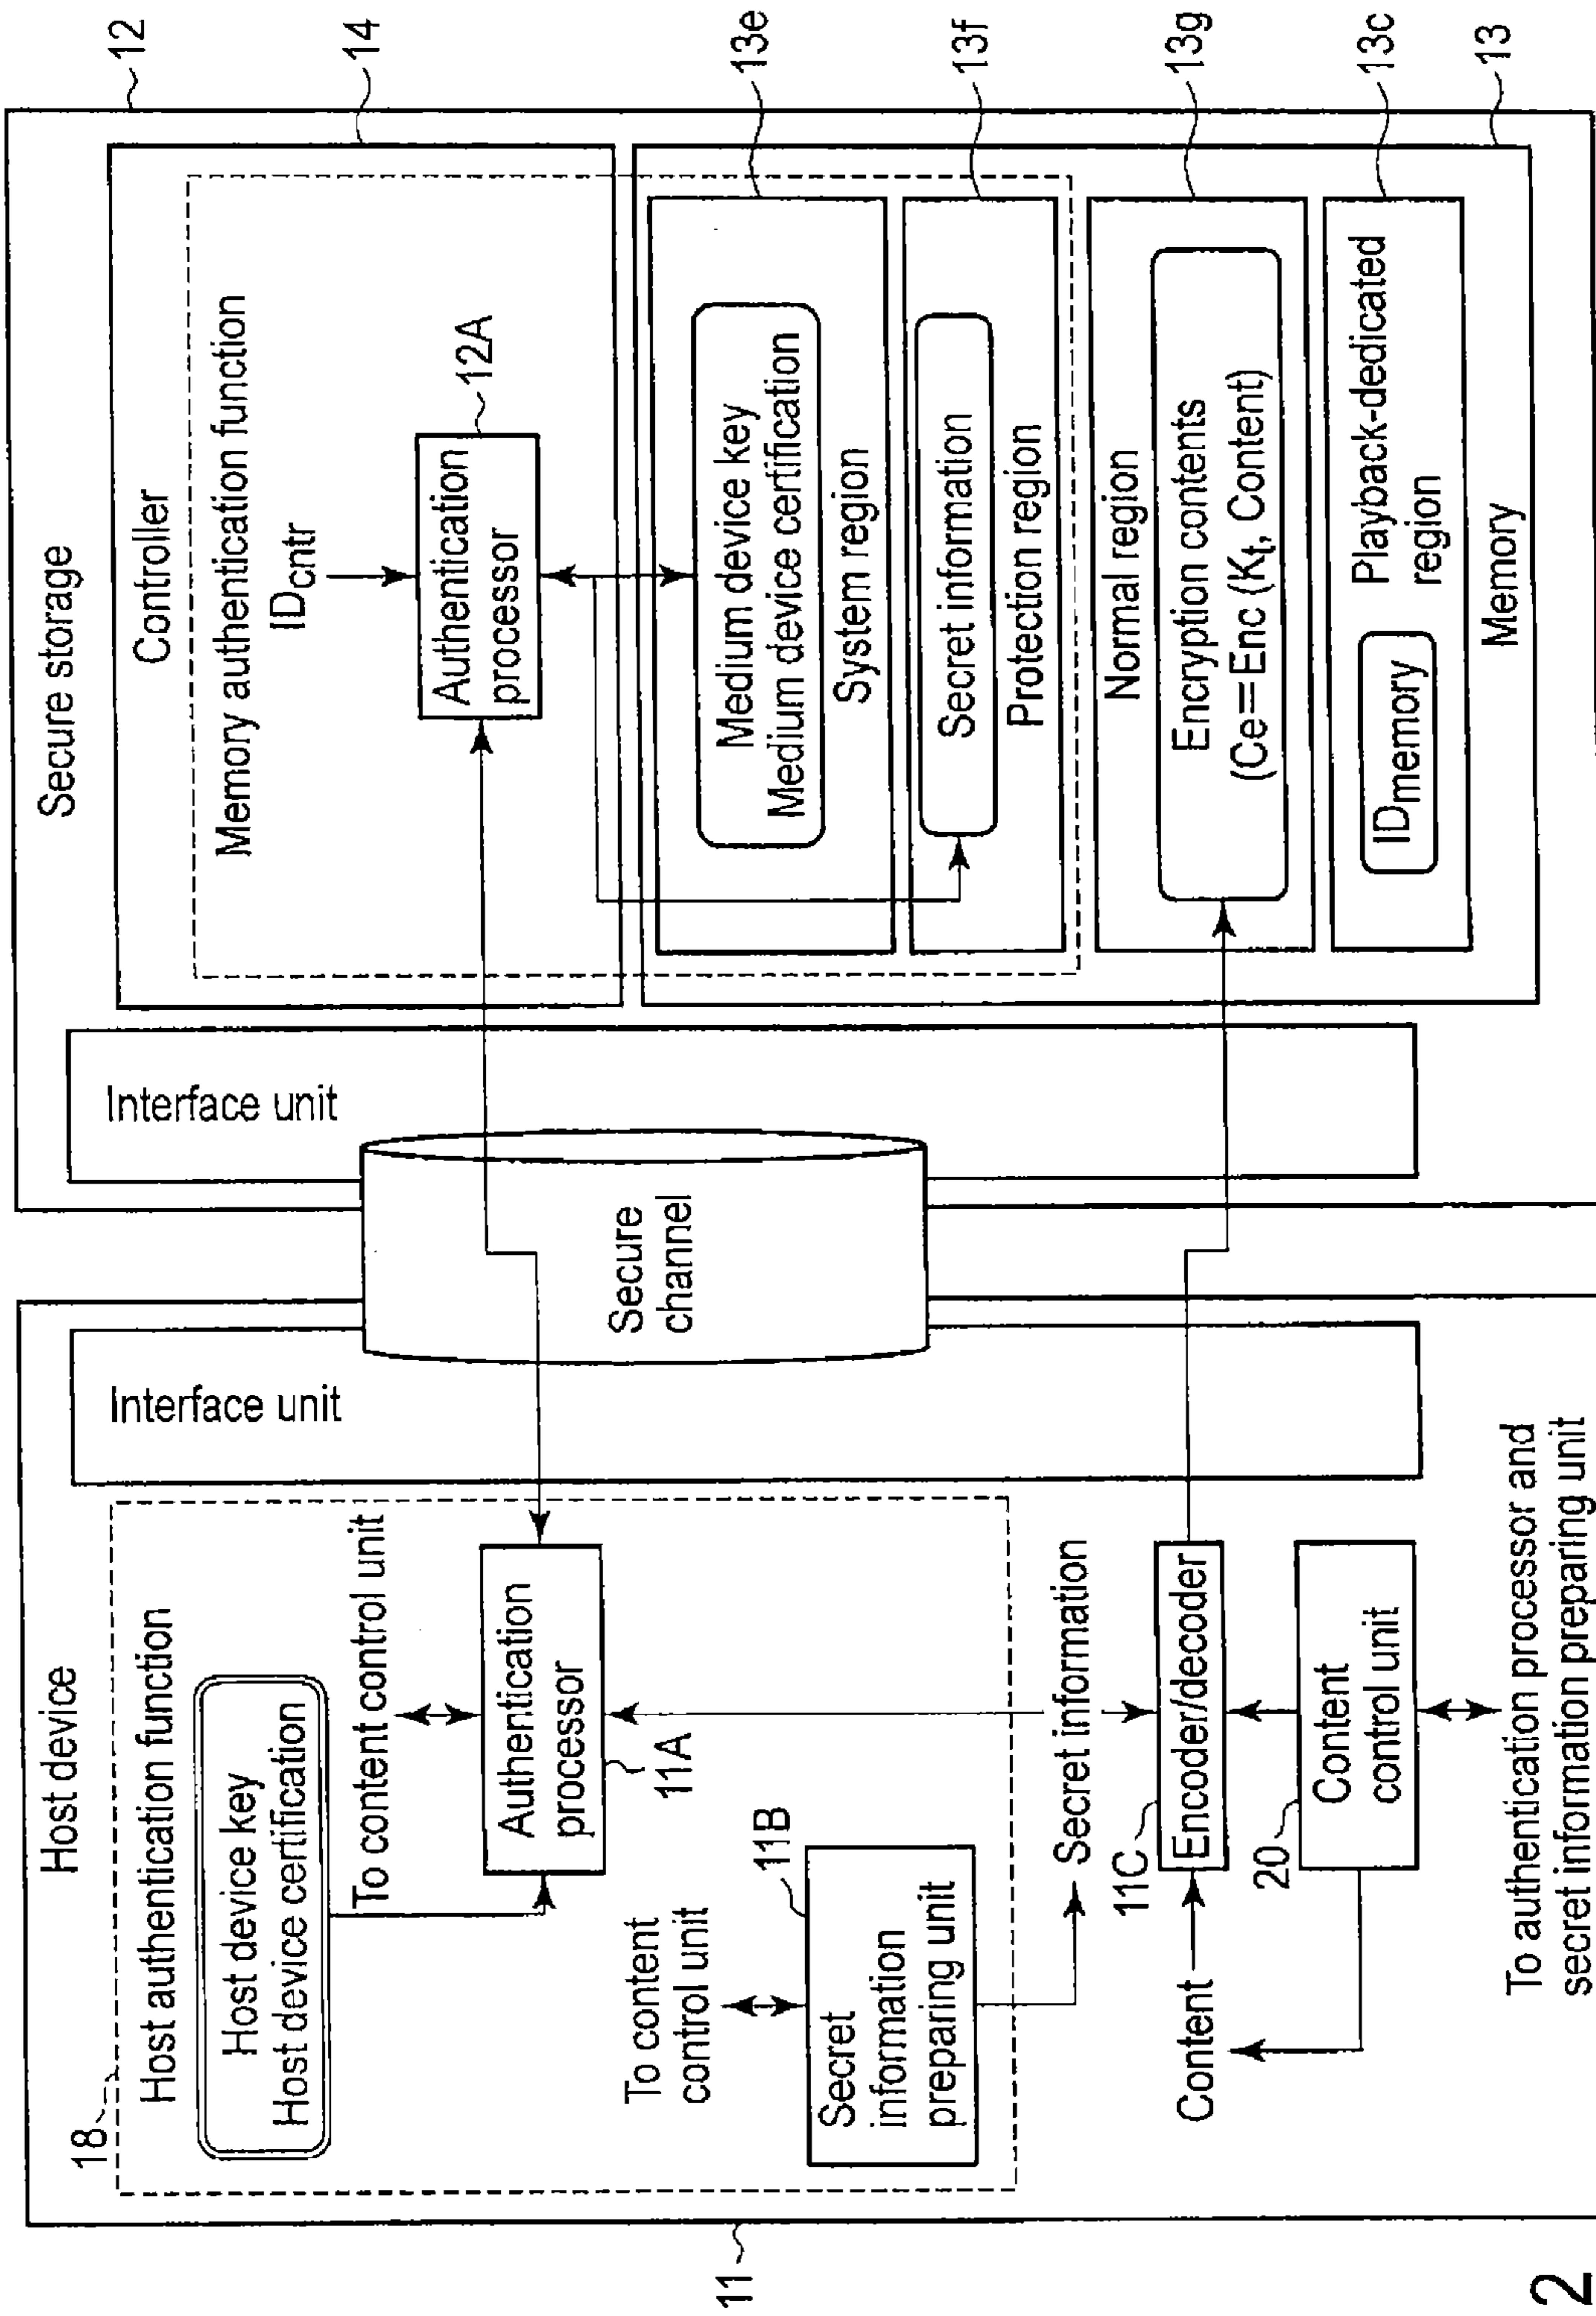 11
Host device
18
Host authentication function
Host device key
Host device certification
To content control unit
Authentication
processor
11A
To content
control unit
11B
Secret
information
preparing unit
Secret information
11C
Encoder/decoder
Content
20
Content
control unit
To authentication processor and
secret information preparing unit
Interface unit
Secure
channel
Interface unit
Secure storage
12
Controller
14
Memory authentication function
IDcntr
Authentication
processor
12A
Medium device key
Medium device certification
System region
13e
Secret information
Protection region
13f
Normal region
Encryption contents
(Ce=Enc (Kt, Content)
13g
Playback-dedicated
region
IDmemory
13c
Memory
13
2